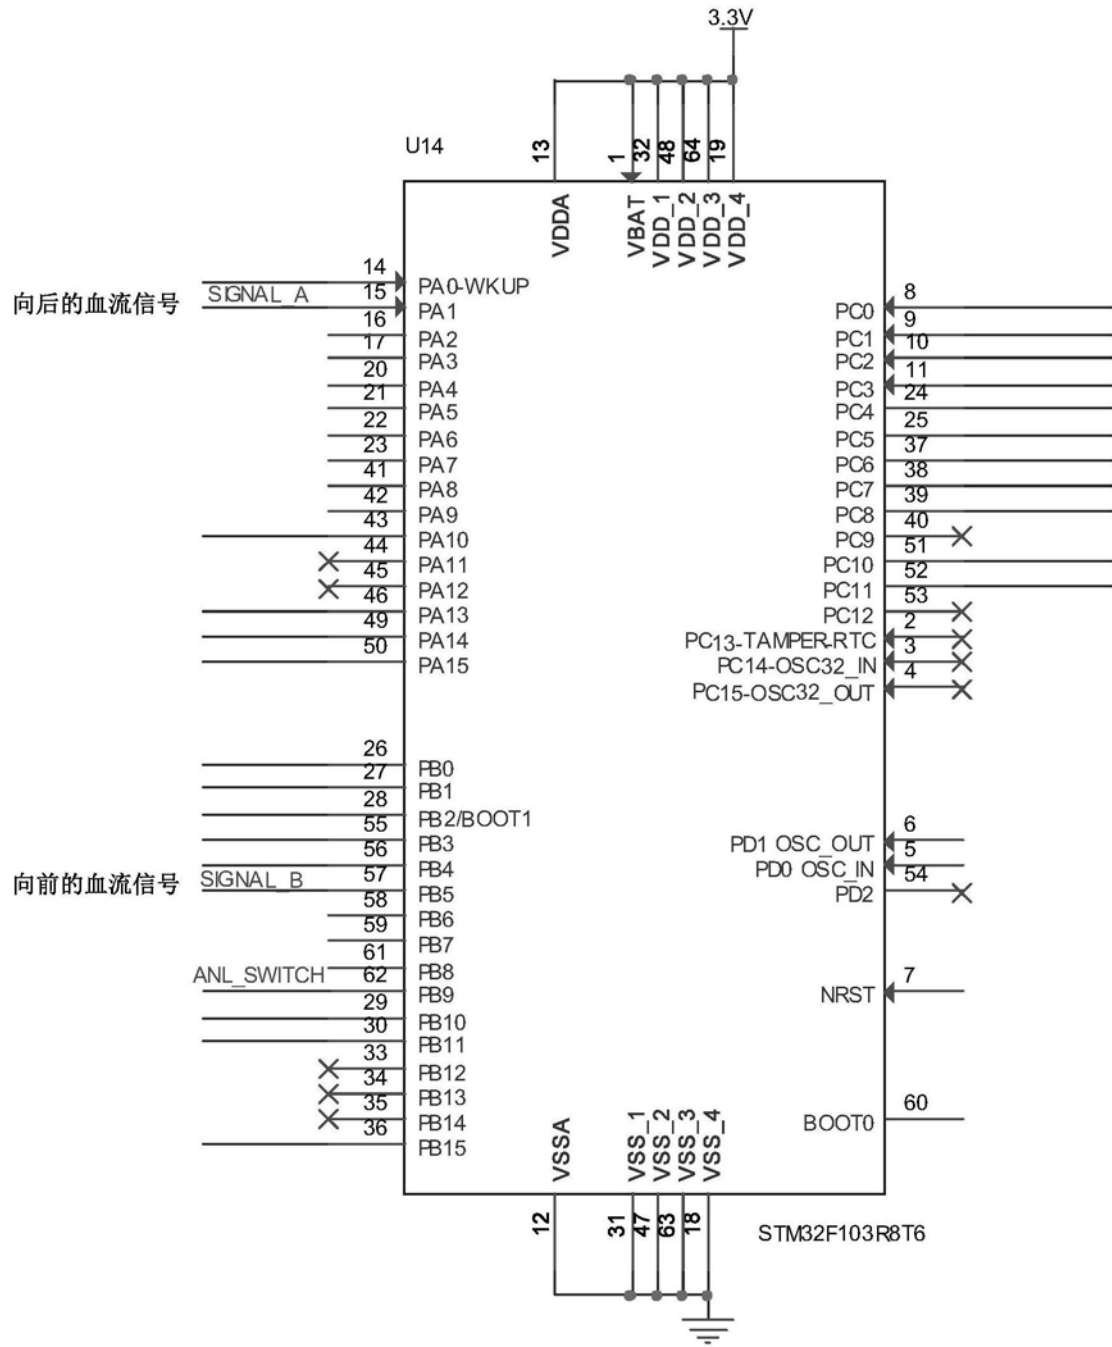 3.3V
U14
13
1
32
48
64
19
VDDA
VBAT
VDD_1
VDD_2
VDD_3
VDD_4
向后的血流信号
SIGNAL_A
14 PA0-WKUP
15 PA1
16 PA2
17 PA3
20 PA4
21 PA5
22 PA6
23 PA7
41 PA8
42 PA9
43 PA10
44 PA11
45 PA12
46 PA13
49 PA14
50 PA15
26 PB0
27 PB1
28 PB2/BOOT1
55 PB3
56 PB4
向前的血流信号
SIGNAL_B
57 PB5
58 PB6
59 PB7
61 PB8
ANL_SWITCH
62 PB9
29 PB10
30 PB11
33 PB12
34 PB13
35 PB14
36 PB15
PC0 8
PC1 9
PC2 10
PC3 11
PC4 24
PC5 25
PC6 37
PC7 38
PC8 39
PC9 40
PC10 51
PC11 52
PC12 53
PC13-TAMPER-RTC 2
PC14-OSC32_IN 3
PC15-OSC32_OUT 4
PD1 OSC_OUT 6
PD0 OSC_IN 5
PD2 54
NRST 7
BOOT0 60
VSSA
VSS_1
VSS_2
VSS_3
VSS_4
12
31
47
63
18
STM32F103R8T6